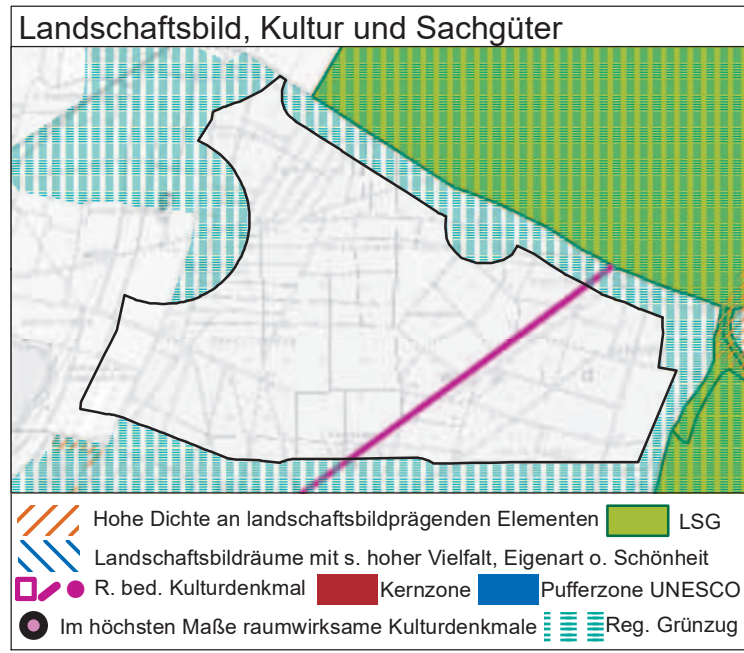 Landschaftsbild, Kultur und Sachgüter
Hohe Dichte an landschaftsbildprägenden Elementen LSG
Landschaftsbildräume mit s. hoher Vielfalt, Eigenart o. Schönheit
R. bed. Kulturdenkmal Kernzone Pufferzone UNESCO
Im höchsten Maße raumwirksame Kulturdenkmale Reg. Grünzug